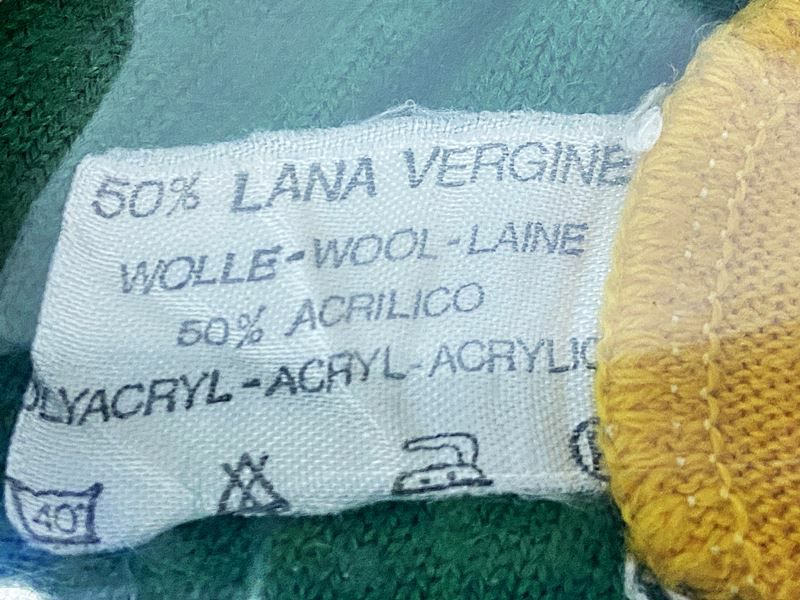 50% LANA VERGINE
WOLLE-WOOL-LAINE
50% ACRILICO
OLYACRYL-ACRYL-ACRYLIC
40°